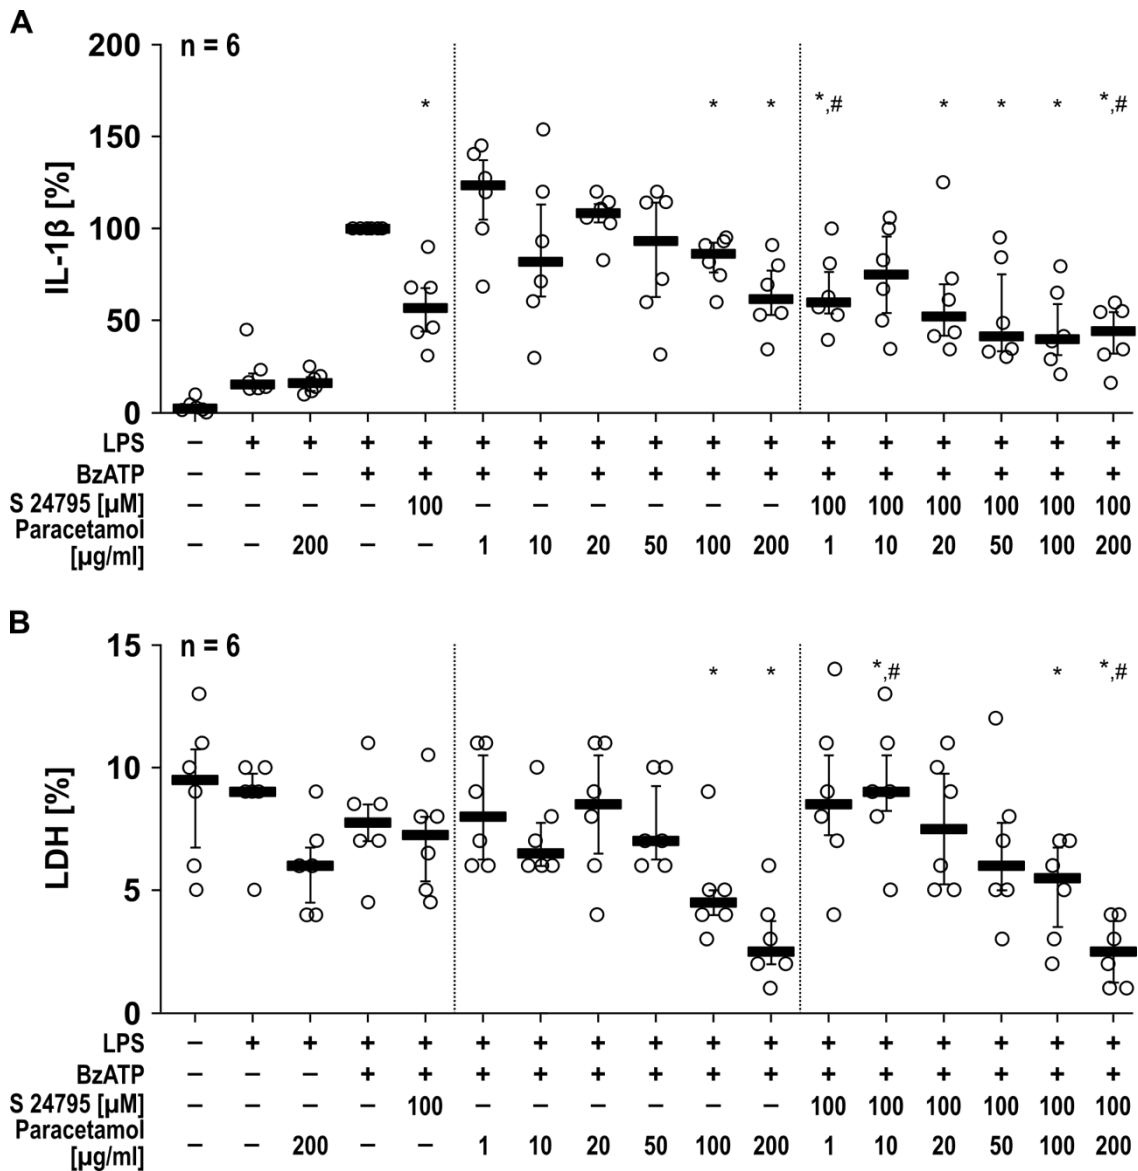 A
n = 6
200
150
100
50
0
IL-1β [%]
* * * *,# * * * *,#
LPS – + + + + + + + + + + + + + + + +
BzATP – – – + + + + + + + + + + + + + +
S 24795 [µM] – – – – 100 – – – – – – 100 100 100 100 100 100
Paracetamol
[µg/ml] – – 200 – – 1 10 20 50 100 200 1 10 20 50 100 200
B
n = 6
15
10
5
0
LDH [%]
* * *,# * *,#
LPS – + + + + + + + + + + + + + + + +
BzATP – – – + + + + + + + + + + + + + +
S 24795 [µM] – – – – 100 – – – – – – 100 100 100 100 100 100
Paracetamol
[µg/ml] – – 200 – – 1 10 20 50 100 200 1 10 20 50 100 200